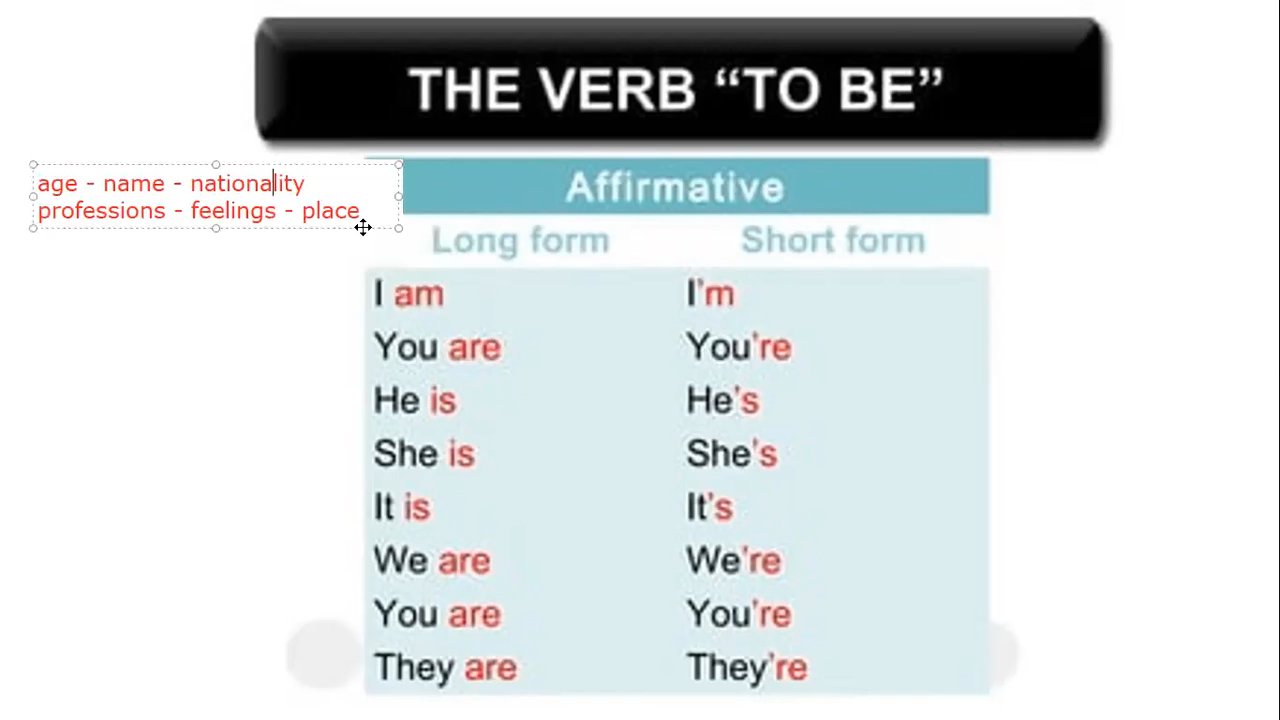 THE VERB “TO BE”
age - name - nationality
professions - feelings - place
Affirmative
Long form Short form
I am I’m
You are You’re
He is He’s
She is She’s
It is It’s
We are We’re
You are You’re
They are They’re